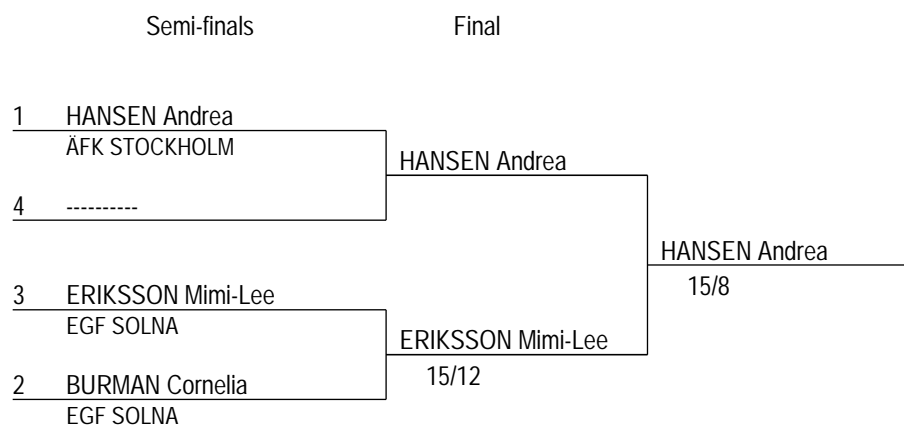 Semi-finals Final
1 HANSEN Andrea
ÄFK STOCKHOLM
HANSEN Andrea
4 ----------
HANSEN Andrea
15/8
3 ERIKSSON Mimi-Lee
EGF SOLNA
ERIKSSON Mimi-Lee
15/12
2 BURMAN Cornelia
EGF SOLNA